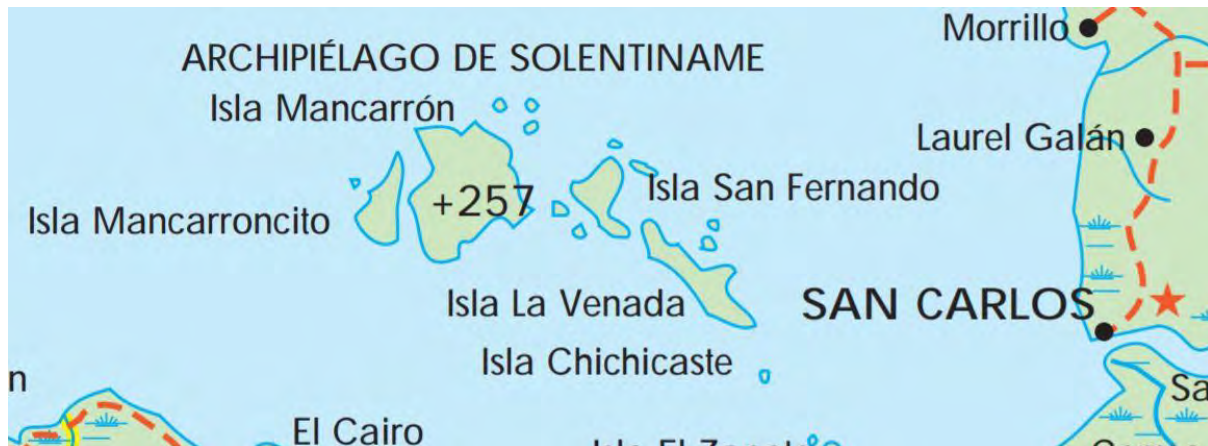 Morrillo
ARCHIPIÉLAGO DE SOLENTINAME
Isla Mancarrón
Laurel Galán
Isla San Fernando
+257
Isla Mancarroncito
Isla La Venada
SAN CARLOS
Isla Chichicaste
n
Sa
El Cairo